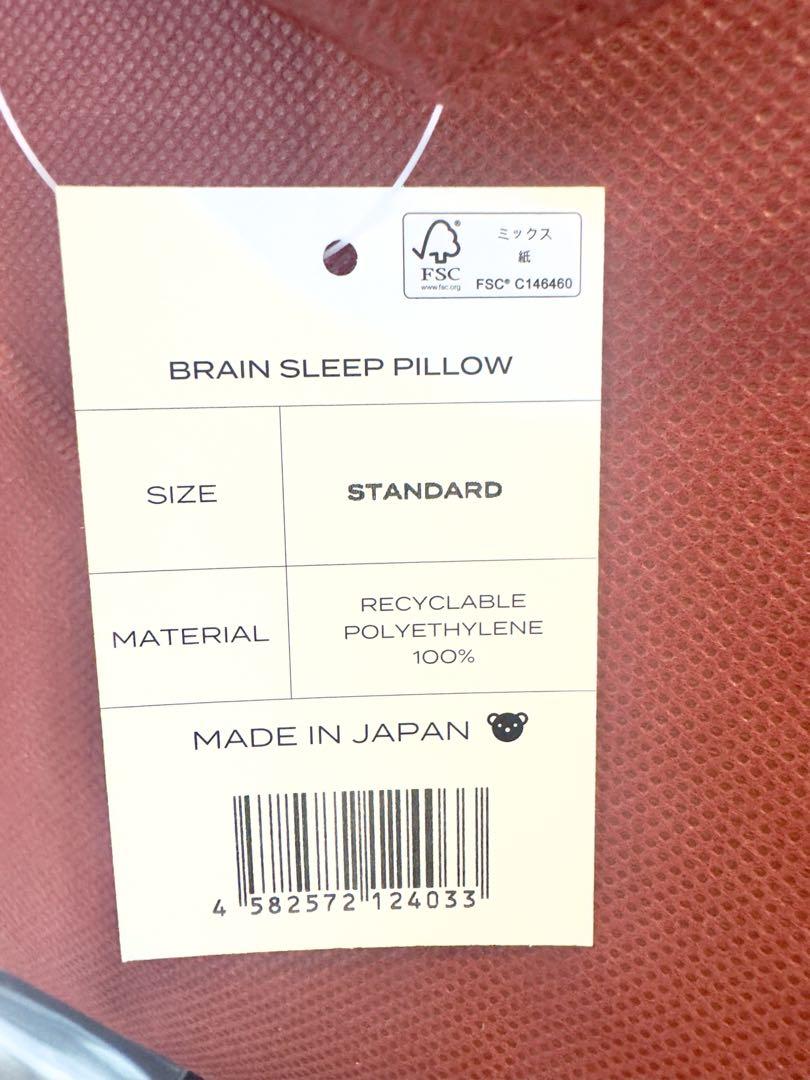 ミックス
紙
FSC®
www.fsc.org
FSC® C146460
BRAIN SLEEP PILLOW
SIZE
STANDARD
MATERIAL
RECYCLABLE
POLYETHYLENE
100%
MADE IN JAPAN
4 582572 124033